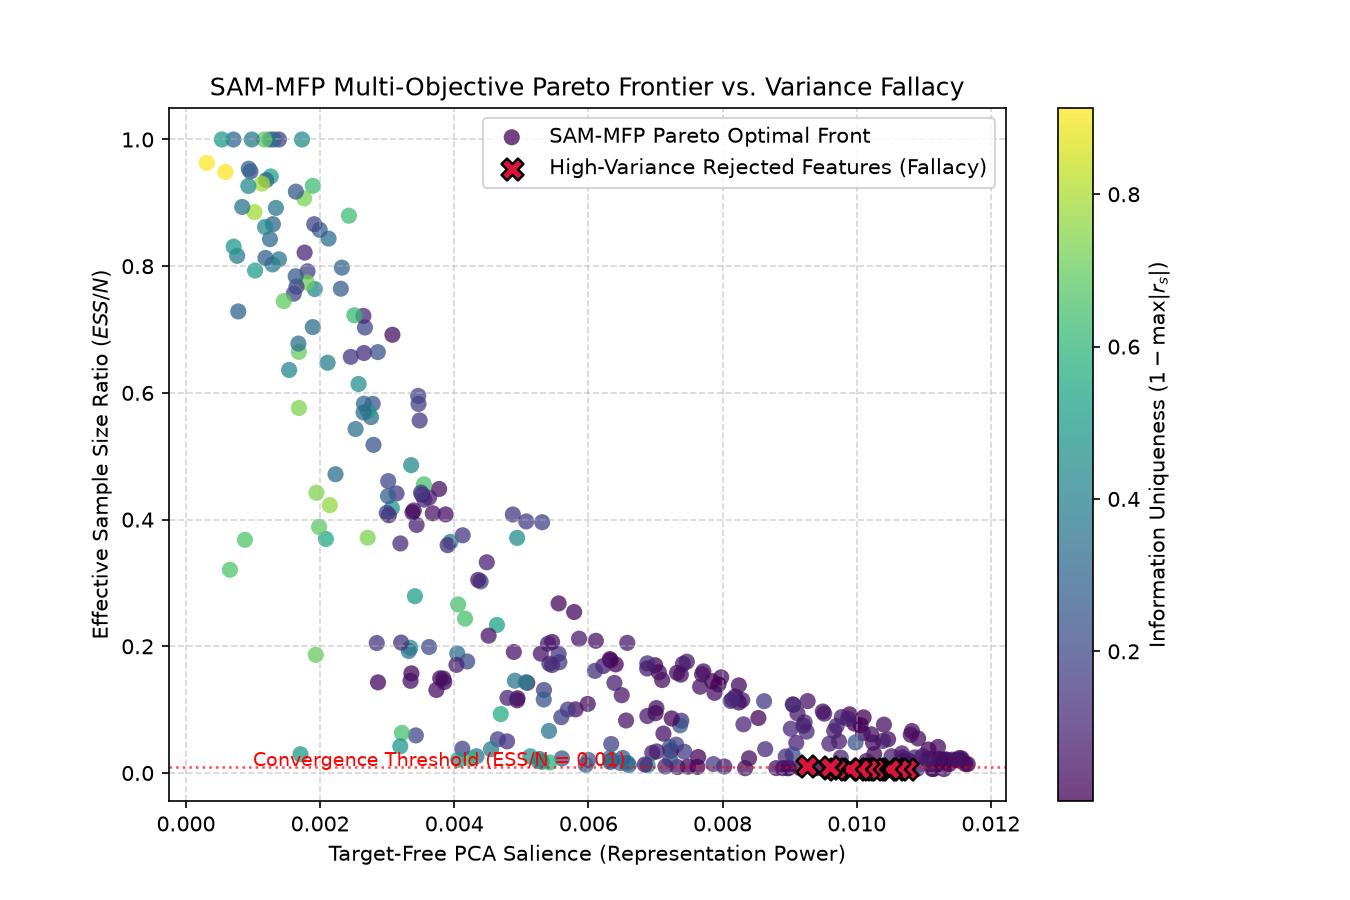 SAM-MFP Multi-Objective Pareto Frontier vs. Variance Fallacy
SAM-MFP Pareto Optimal Front
High-Variance Rejected Features (Fallacy)
Effective Sample Size Ratio (ESS/N)
1.0
0.8
0.6
0.4
0.2
0.0
Convergence Threshold (ESS/N = 0.01)
0.000
0.002
0.004
0.006
0.008
0.010
0.012
Target-Free PCA Salience (Representation Power)
0.8
0.6
0.4
0.2
Information Uniqueness (1 − max|rₛ|)